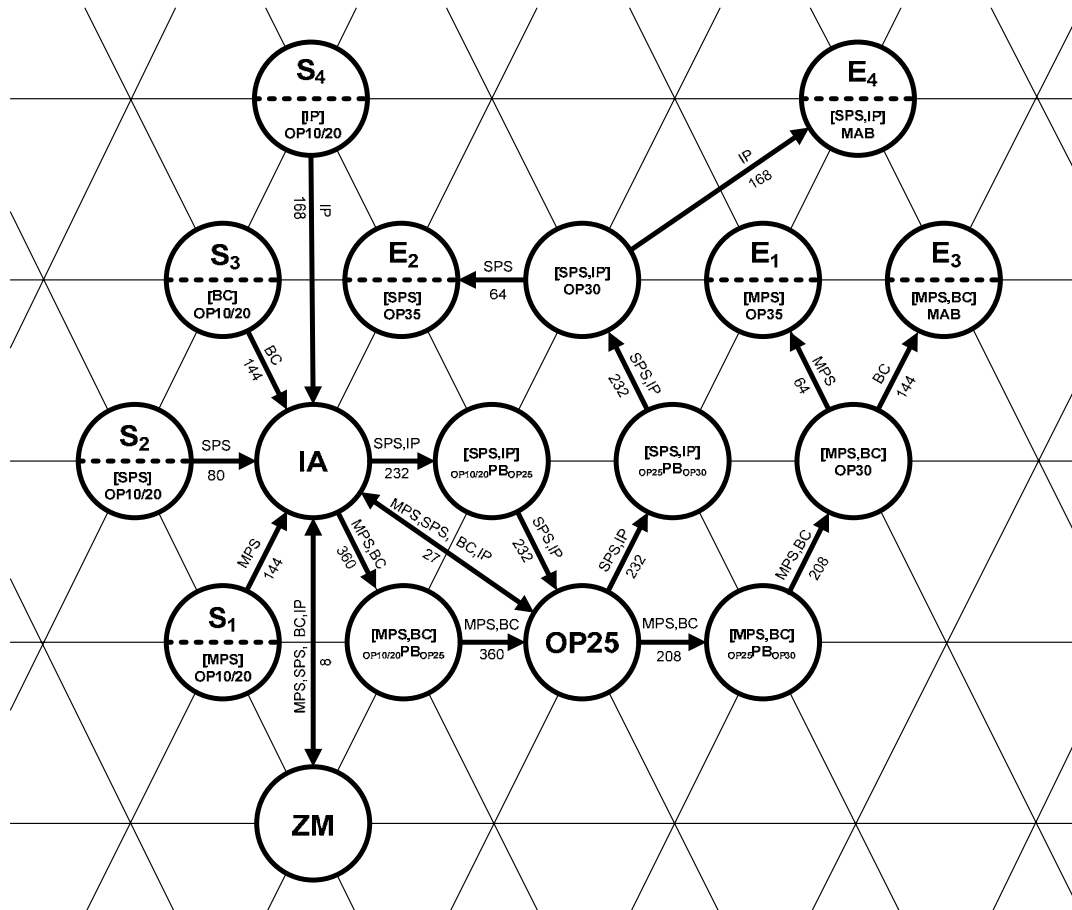 S₄
[IP]
OP10/20
E₄
[SPS,IP]
MAB
IP
168
168
IP
S₃
[BC]
OP10/20
E₂
[SPS]
OP35
SPS
64
[SPS,IP]
OP30
E₁
[MPS]
OP35
E₃
[MPS,BC]
MAB
BC
144
SPS,IP
232
MPS
64
BC
144
S₂
[SPS]
OP10/20
SPS
80
IA
SPS,IP
232
[SPS,IP]
OP10/20PBOP25
[SPS,IP]
OP25PBOP30
[MPS,BC]
OP30
MPS
144
MPS,BC
360
MPS,SPS, BC,IP
27
SPS,IP
232
SPS,IP
232
MPS,BC
208
S₁
[MPS]
OP10/20
MPS,SPS, BC,IP
8
[MPS,BC]
OP10/20PBOP25
MPS,BC
360
OP25
MPS,BC
208
[MPS,BC]
OP25PBOP30
ZM